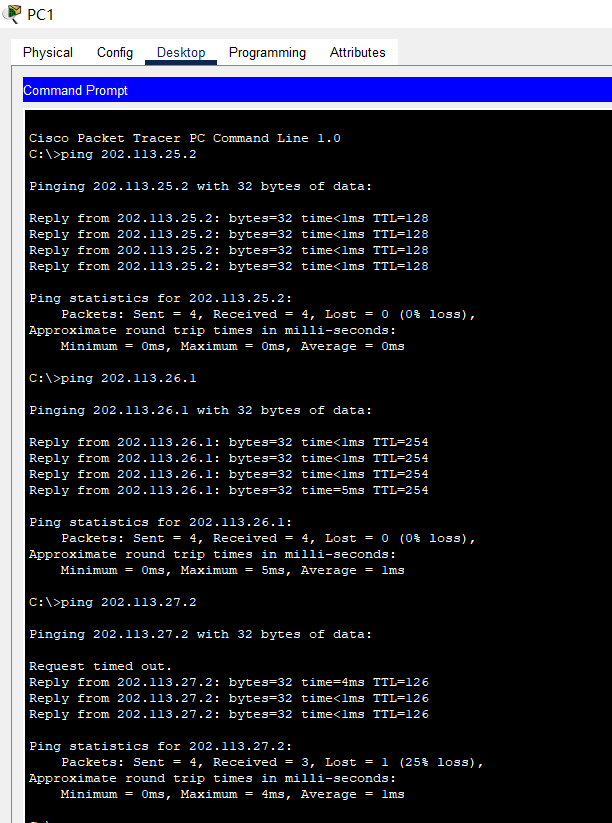 PC1
Physical Config Desktop Programming Attributes
Command Prompt
Cisco Packet Tracer PC Command Line 1.0
C:\>ping 202.113.25.2
Pinging 202.113.25.2 with 32 bytes of data:
Reply from 202.113.25.2: bytes=32 time<1ms TTL=128
Reply from 202.113.25.2: bytes=32 time<1ms TTL=128
Reply from 202.113.25.2: bytes=32 time<1ms TTL=128
Reply from 202.113.25.2: bytes=32 time<1ms TTL=128
Ping statistics for 202.113.25.2:
Packets: Sent = 4, Received = 4, Lost = 0 (0% loss),
Approximate round trip times in milli-seconds:
Minimum = 0ms, Maximum = 0ms, Average = 0ms
C:\>ping 202.113.26.1
Pinging 202.113.26.1 with 32 bytes of data:
Reply from 202.113.26.1: bytes=32 time<1ms TTL=254
Reply from 202.113.26.1: bytes=32 time<1ms TTL=254
Reply from 202.113.26.1: bytes=32 time<1ms TTL=254
Reply from 202.113.26.1: bytes=32 time=5ms TTL=254
Ping statistics for 202.113.26.1:
Packets: Sent = 4, Received = 4, Lost = 0 (0% loss),
Approximate round trip times in milli-seconds:
Minimum = 0ms, Maximum = 5ms, Average = 1ms
C:\>ping 202.113.27.2
Pinging 202.113.27.2 with 32 bytes of data:
Request timed out.
Reply from 202.113.27.2: bytes=32 time=4ms TTL=126
Reply from 202.113.27.2: bytes=32 time<1ms TTL=126
Reply from 202.113.27.2: bytes=32 time<1ms TTL=126
Ping statistics for 202.113.27.2:
Packets: Sent = 4, Received = 3, Lost = 1 (25% loss),
Approximate round trip times in milli-seconds:
Minimum = 0ms, Maximum = 4ms, Average = 1ms